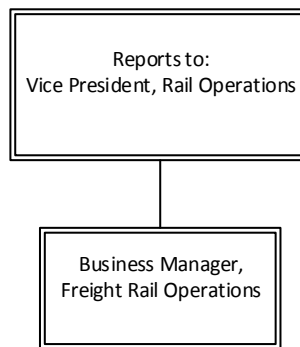 Reports to:
Vice President, Rail Operations
Business Manager,
Freight Rail Operations